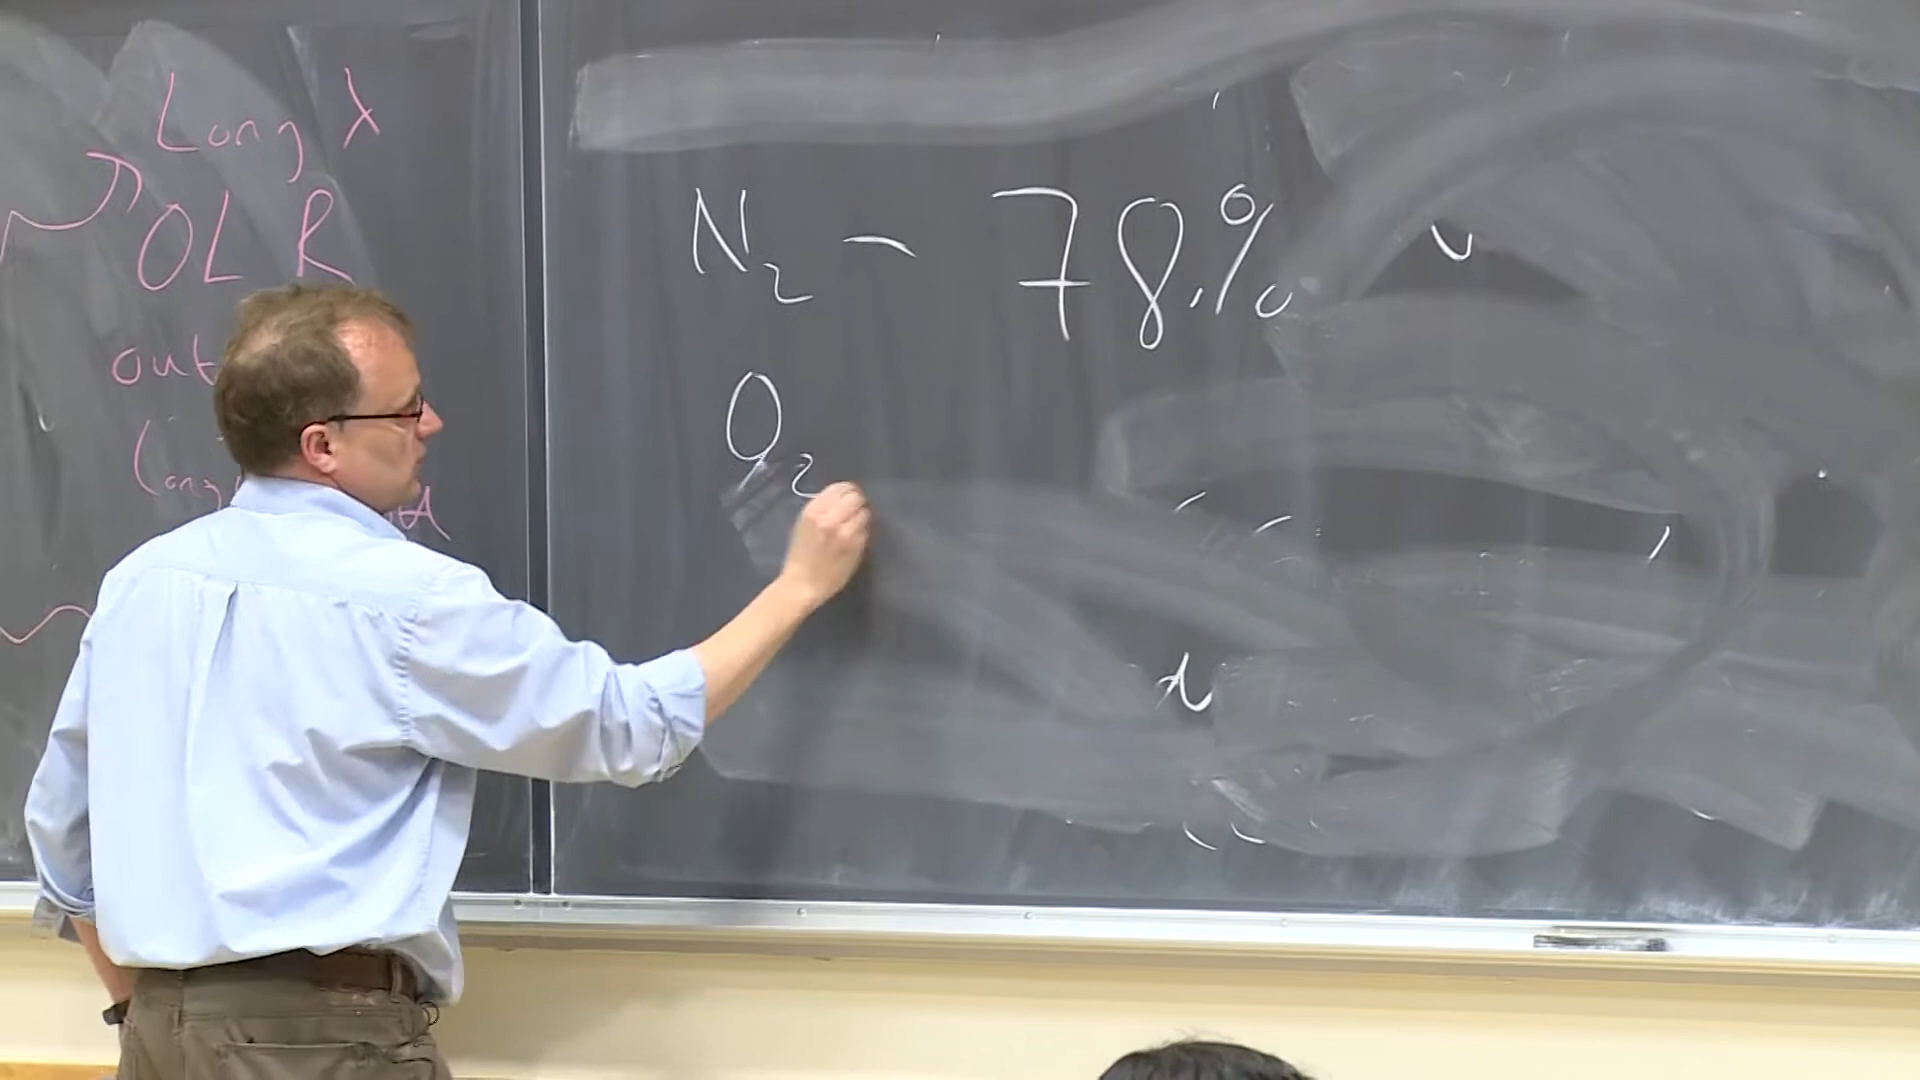 Long λ
OLR
out
Long
N₂ - 78.%
O₂